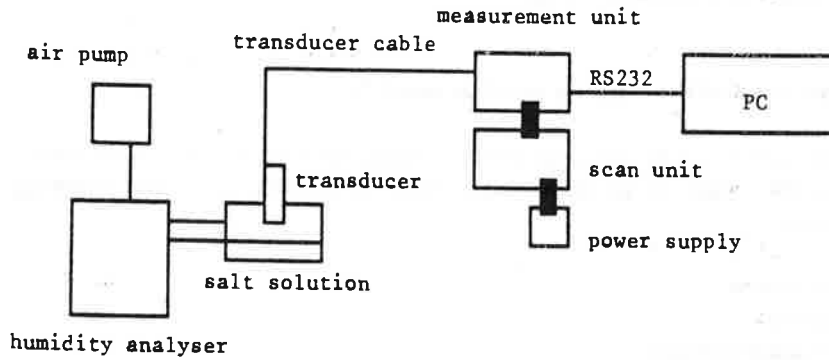 measurement unit
transducer cable
air pump
RS232
PC
transducer
scan unit
power supply
salt solution
humidity analyser